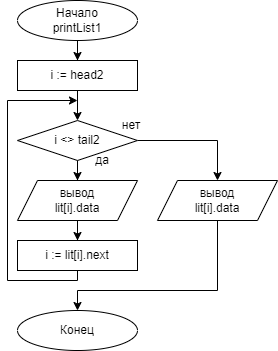 Начало
printList1
i := head2
i <> tail2
нет
да
вывод
lit[i].data
вывод
lit[i].data
i := lit[i].next
Конец